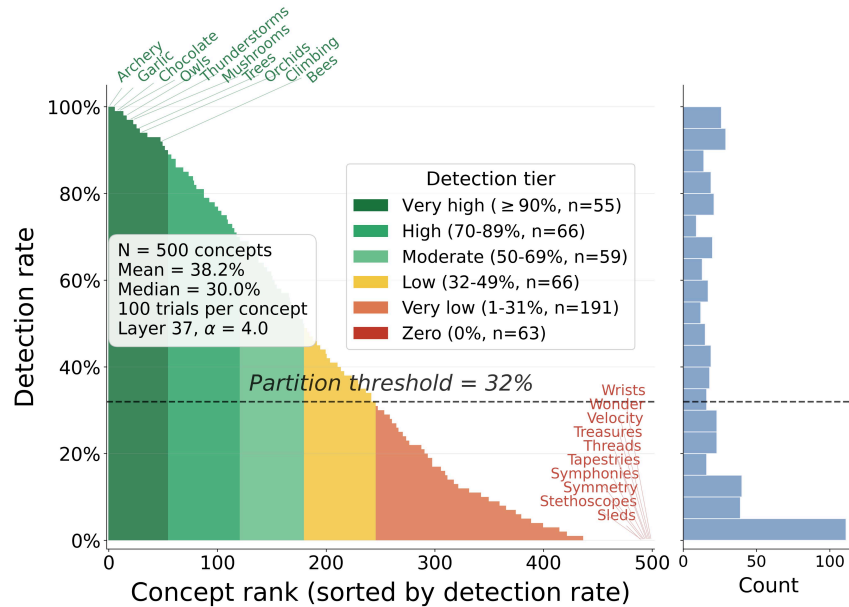 Archery
Garlic
Chocolate
Owls
Thunderstorms
Mushrooms
Trees
Orchids
Climbing
Bees
Detection rate
100%
80%
60%
40%
20%
0%
N = 500 concepts
Mean = 38.2%
Median = 30.0%
100 trials per concept
Layer 37, α = 4.0
Detection tier
Very high (≥ 90%, n=55)
High (70-89%, n=66)
Moderate (50-69%, n=59)
Low (32-49%, n=66)
Very low (1-31%, n=191)
Zero (0%, n=63)
Partition threshold = 32%
Wrists
Wonder
Velocity
Treasures
Threads
Tapestries
Symphonies
Symmetry
Stethoscopes
Sleds
0 100 200 300 400 500
Concept rank (sorted by detection rate)
0 50 100
Count